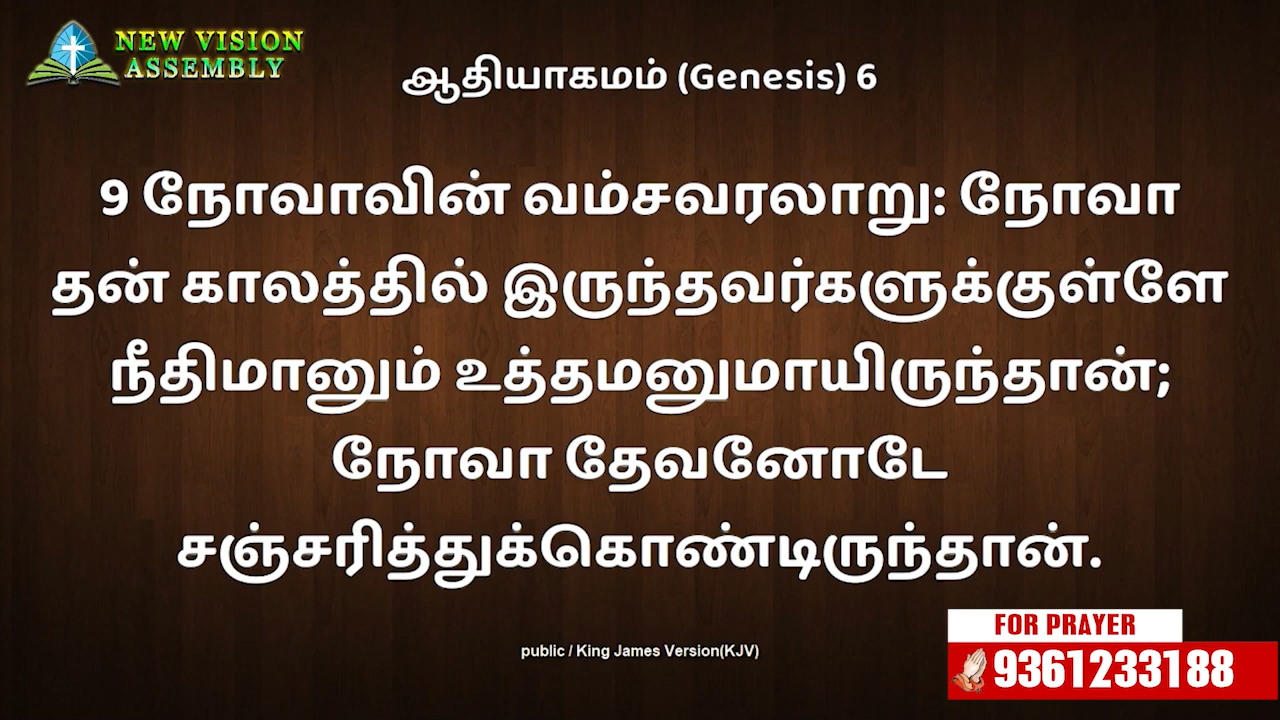 NEW VISION
ASSEMBLY
ஆதியாகமம் (Genesis) 6
9 நோவாவின் வம்சவரலாறு: நோவா
தன் காலத்தில் இருந்தவர்களுக்குள்ளே
நீதிமானும் உத்தமனுமாயிருந்தான்;
நோவா தேவனோடே
சஞ்சரித்துக்கொண்டிருந்தான்.
public / King James Version(KJV)
FOR PRAYER
9361233188